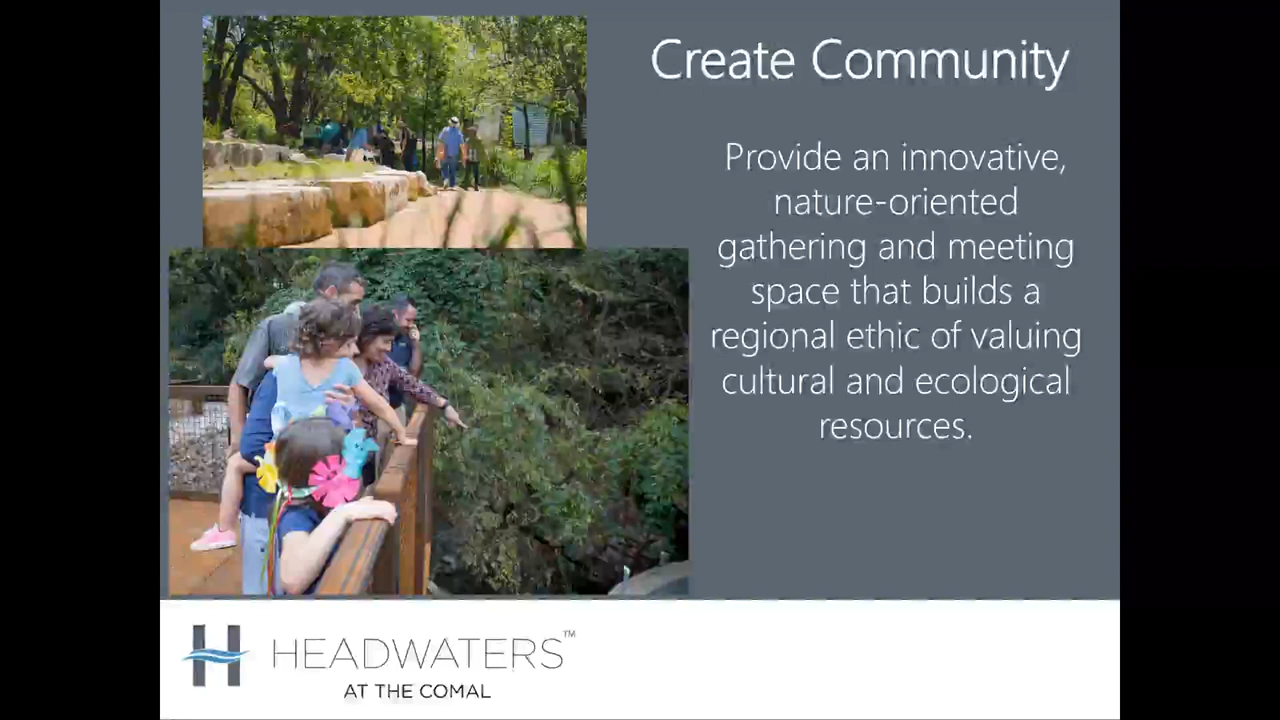 Create Community
Provide an innovative,
nature-oriented
gathering and meeting
space that builds a
regional ethic of valuing
cultural and ecological
resources.
H HEADWATERS™
AT THE COMAL